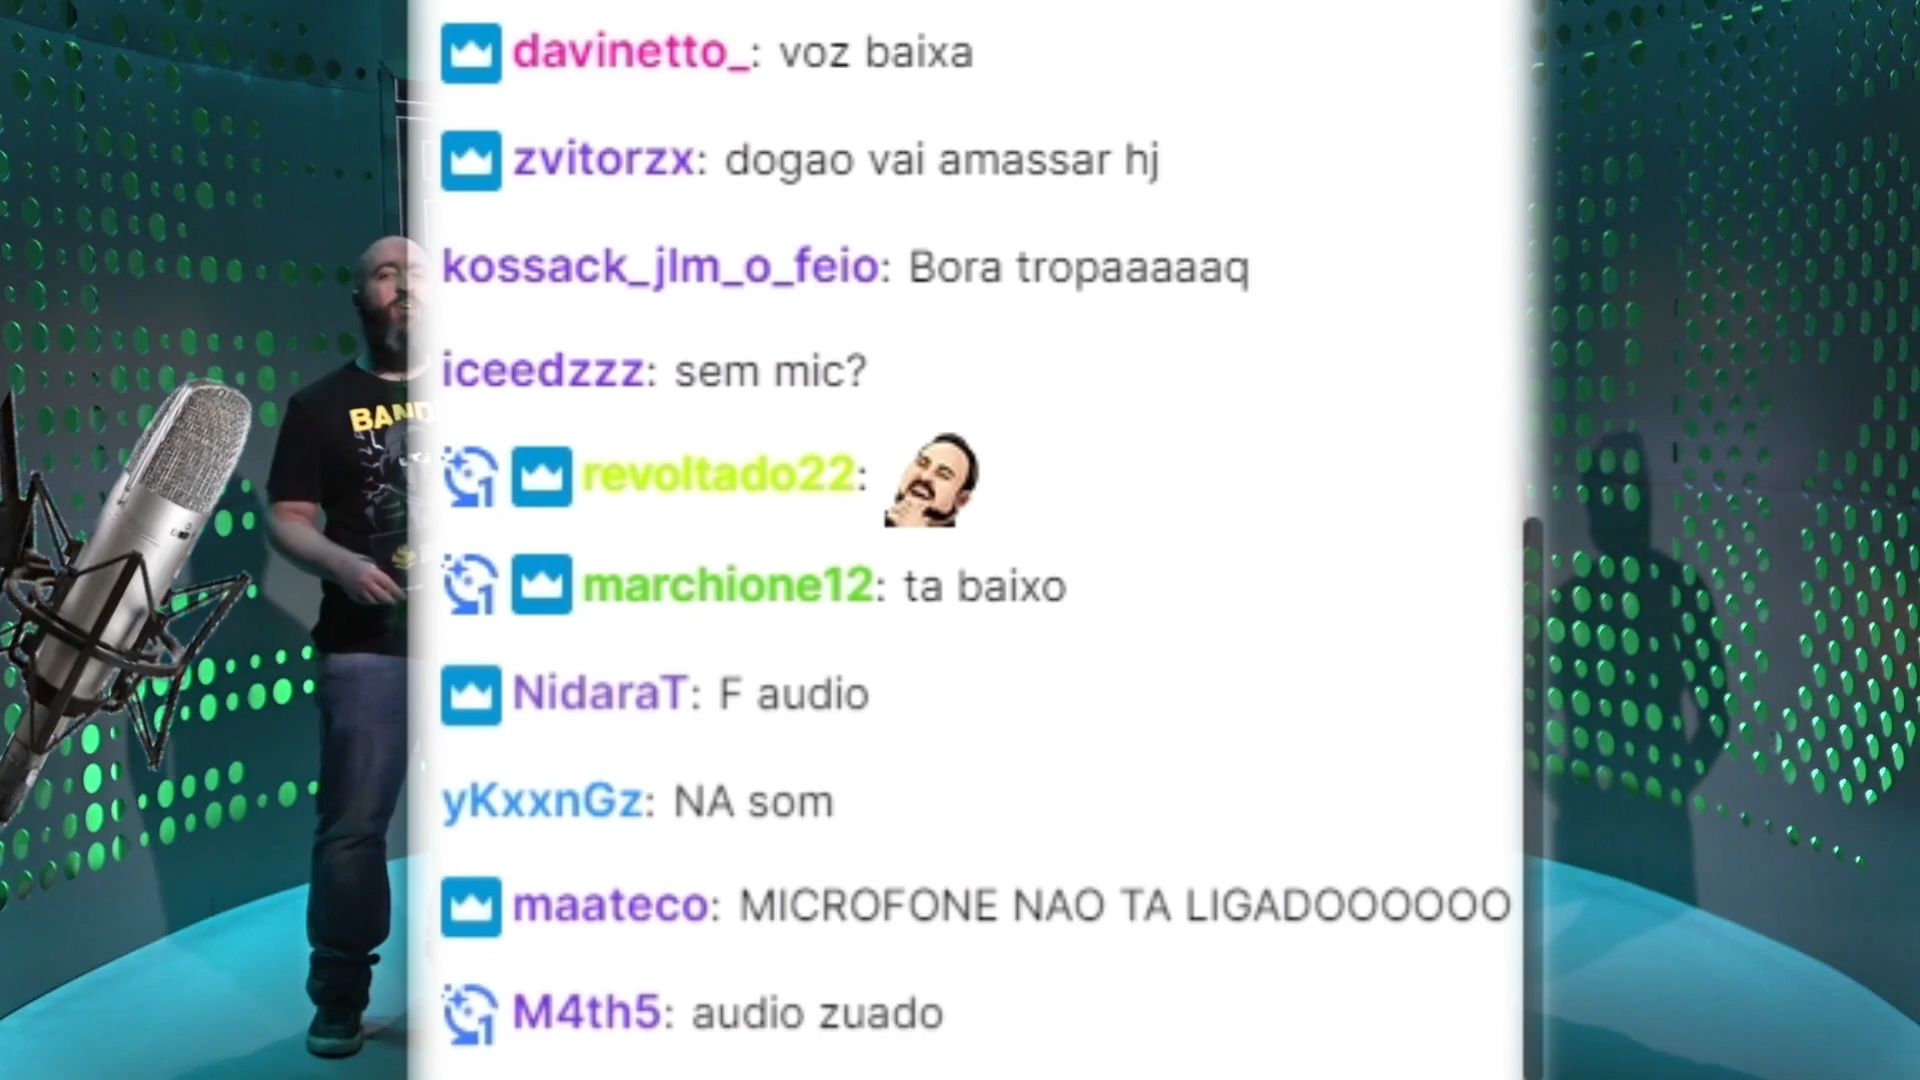 davinetto_: voz baixa
zvitorzx: dogao vai amassar hj
kossack_jlm_o_feio: Bora tropaaaaaq
BAND
iceedzzz: sem mic?
revoltado22:
marchione12: ta baixo
NidaraT: F audio
yKxxnGz: NA som
maateco: MICROFONE NAO TA LIGADOOOOOO
M4th5: audio zuado